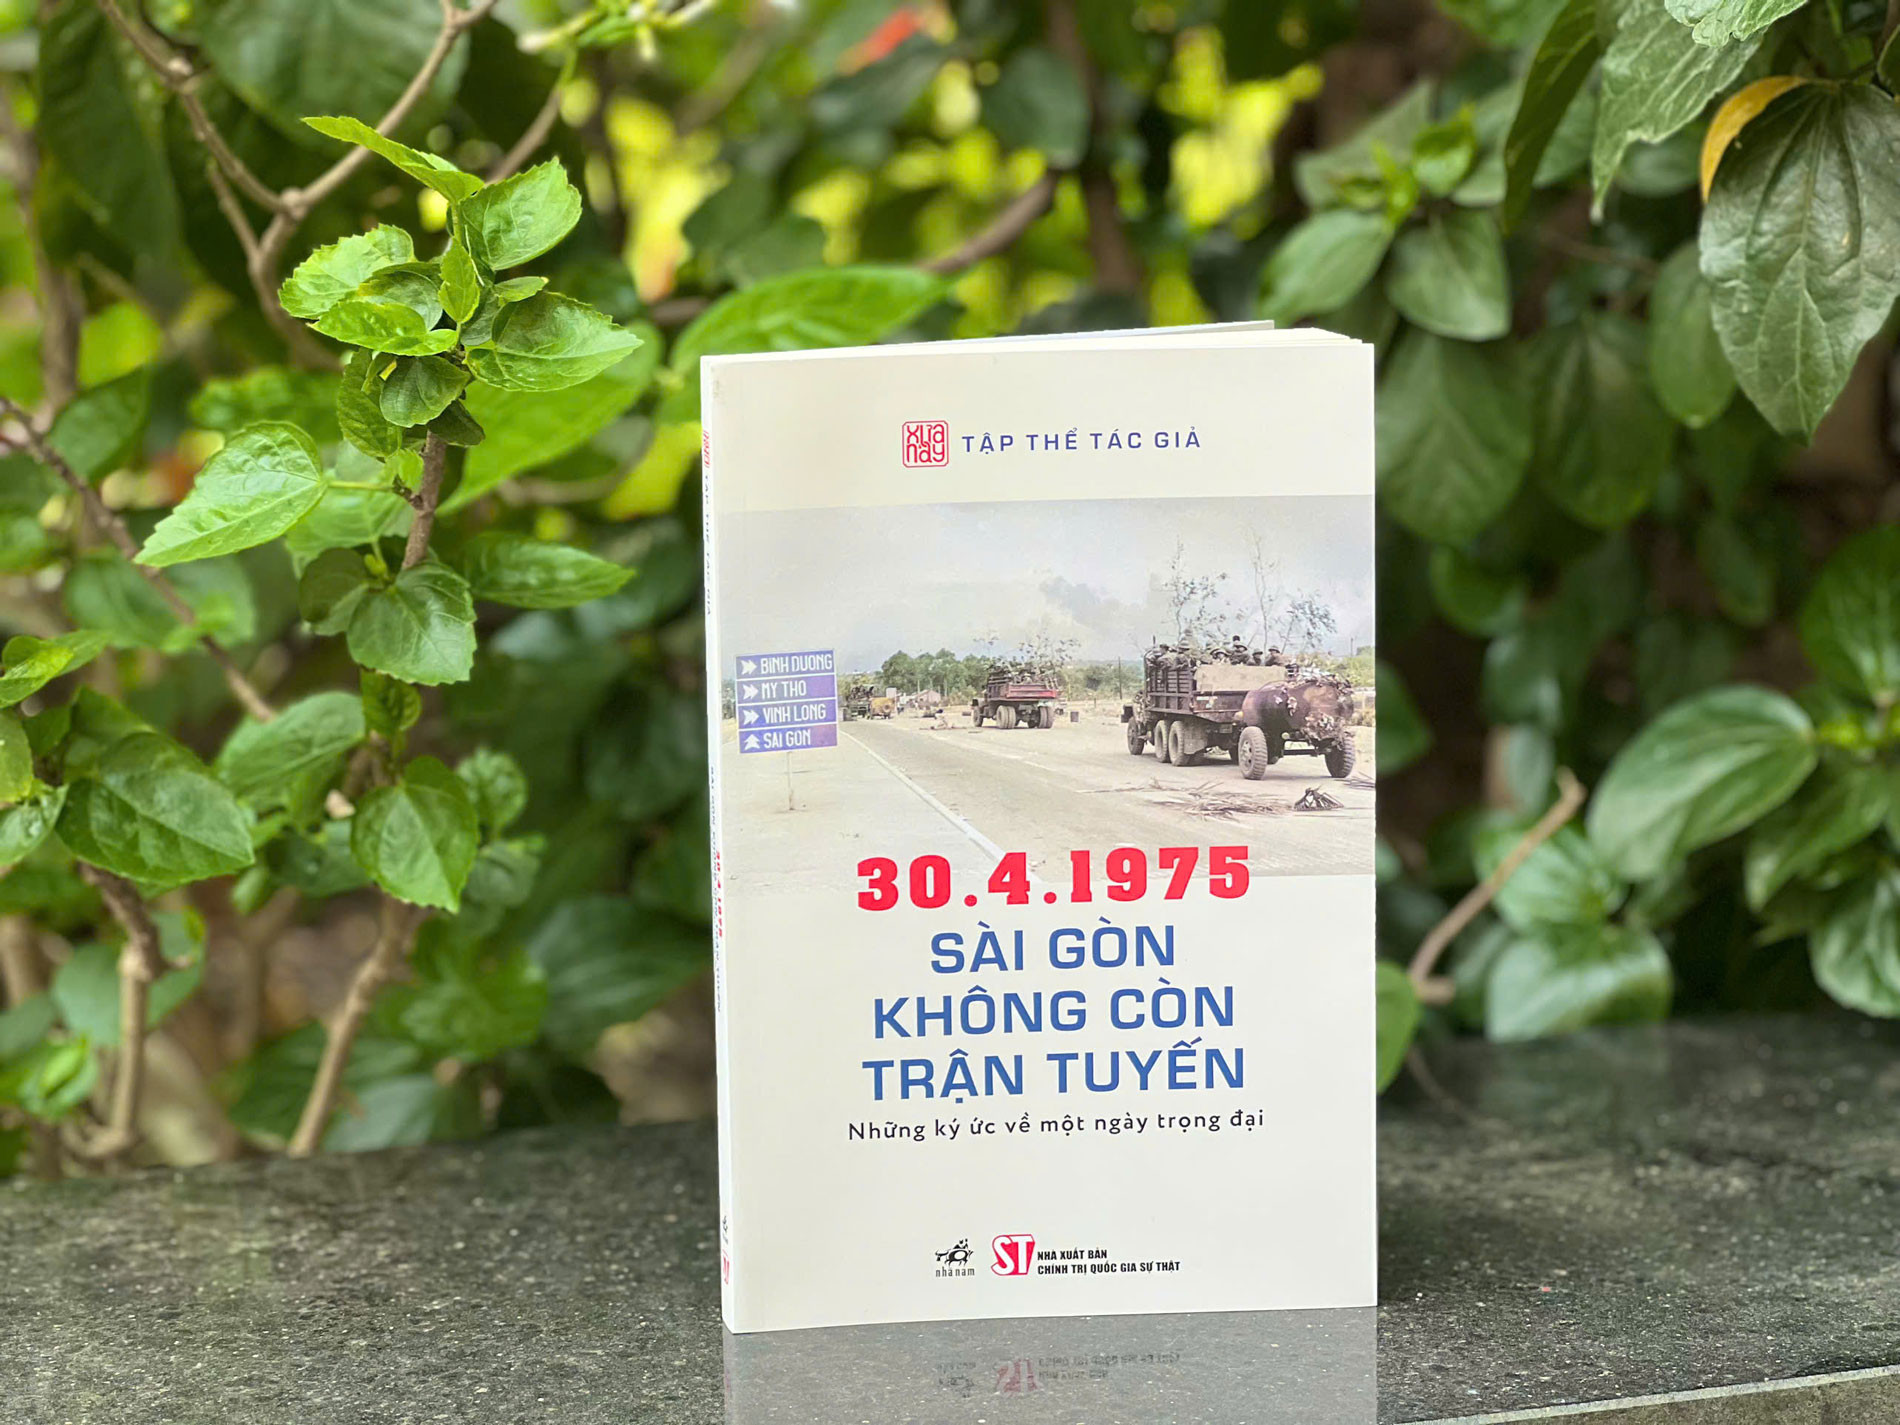 xưa
nay
TẬP THỂ TÁC GIẢ
BINH DUONG
MY THO
VINH LONG
SAI GON
30.4.1975
SÀI GÒN
KHÔNG CÒN
TRẬN TUYẾN
Những ký ức về một ngày trọng đại
nhã nam
ST
NHÀ XUẤT BẢN
CHÍNH TRỊ QUỐC GIA SỰ THẬT